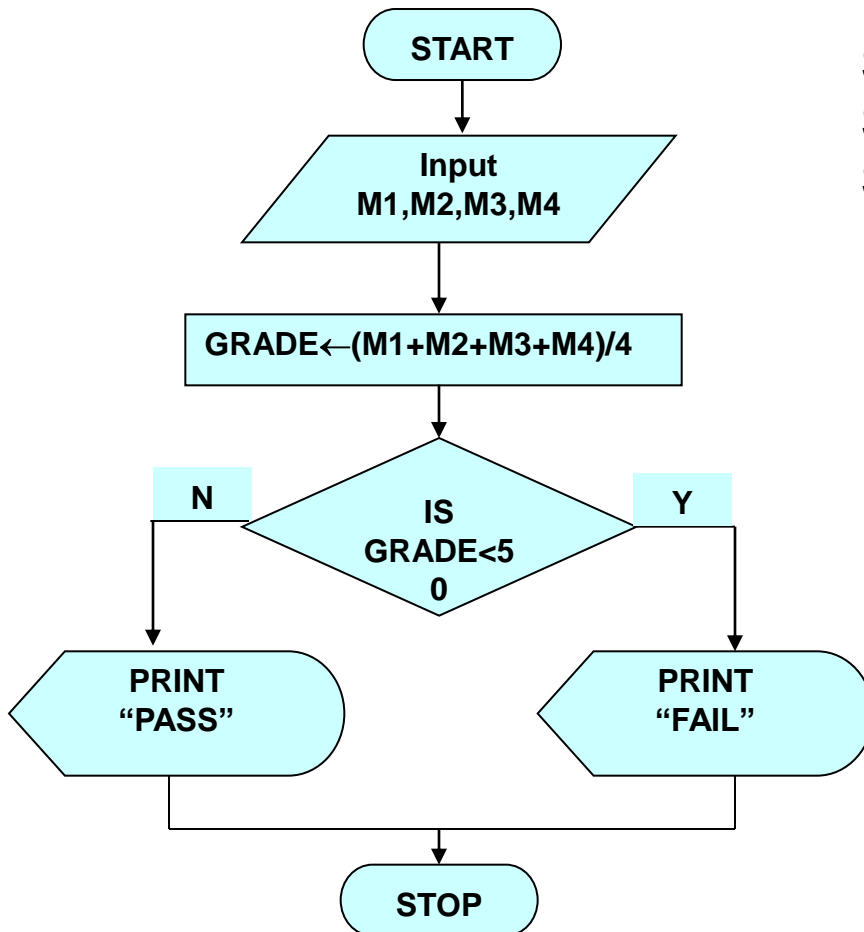 START
Input
M1,M2,M3,M4
GRADE←(M1+M2+M3+M4)/4
N
IS
GRADE<5
0
Y
PRINT
“PASS”
PRINT
“FAIL”
STOP